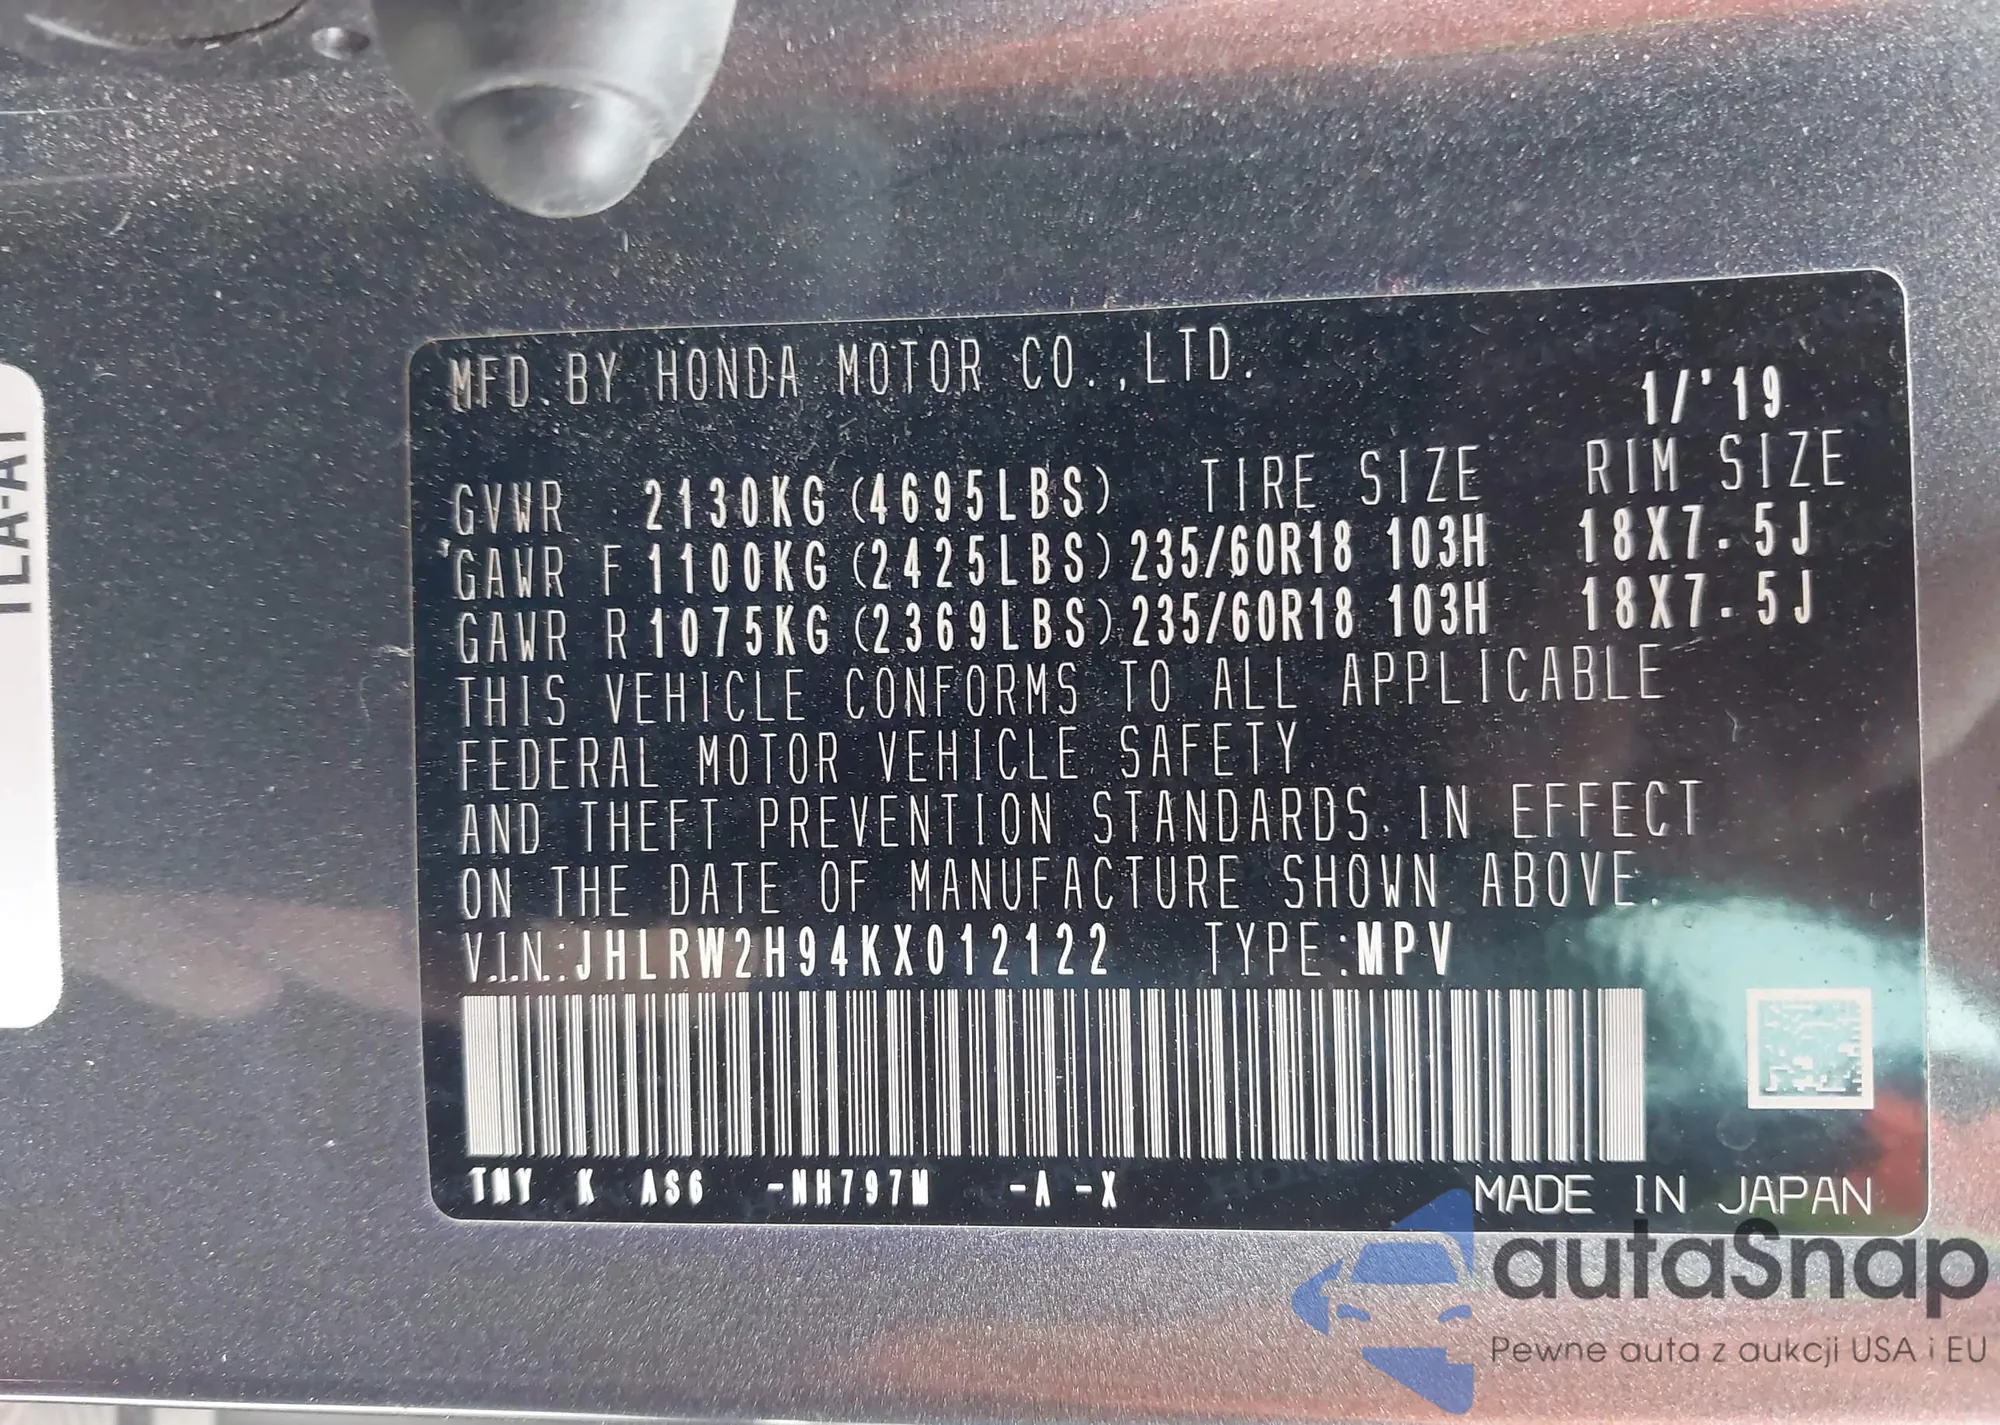 MFD. BY HONDA MOTOR CO., LTD.
1/'19
GVWR 2130KG (4695LBS) TIRE SIZE RIM SIZE
GAWR F 1100KG (2425LBS) 235/60R18 103H 18X7.5J
GAWR R 1075KG (2369LBS) 235/60R18 103H 18X7.5J
THIS VEHICLE CONFORMS TO ALL APPLICABLE
FEDERAL MOTOR VEHICLE SAFETY
AND THEFT PREVENTION STANDARDS IN EFFECT
ON THE DATE OF MANUFACTURE SHOWN ABOVE.
V.I.N.:JHLRW2H94KX012122 TYPE:MPV
TNY K AS6 -NH797M -A -X
MADE IN JAPAN
TLA-A1
autaSnap
Pewne auta z aukcji USA i EU